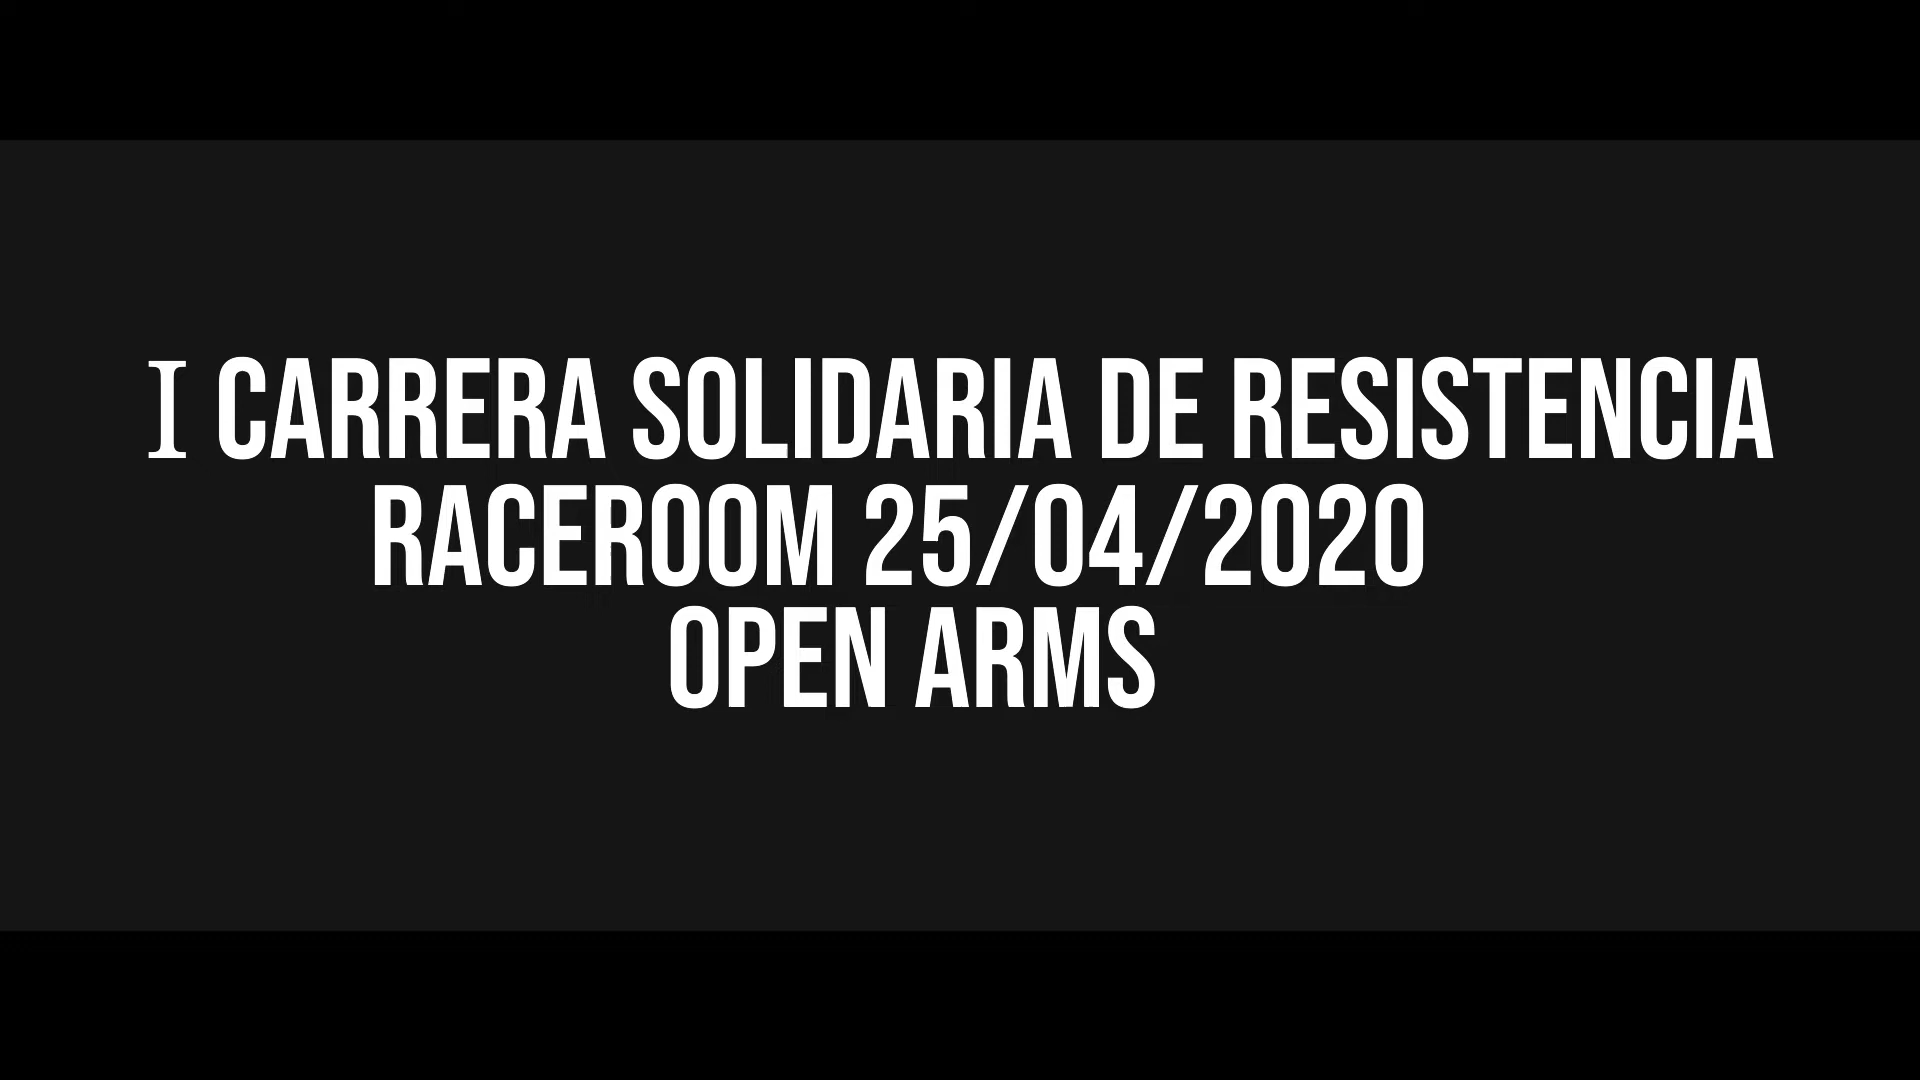 I CARRERA SOLIDARIA DE RESISTENCIA
RACEROOM 25/04/2020
OPEN ARMS